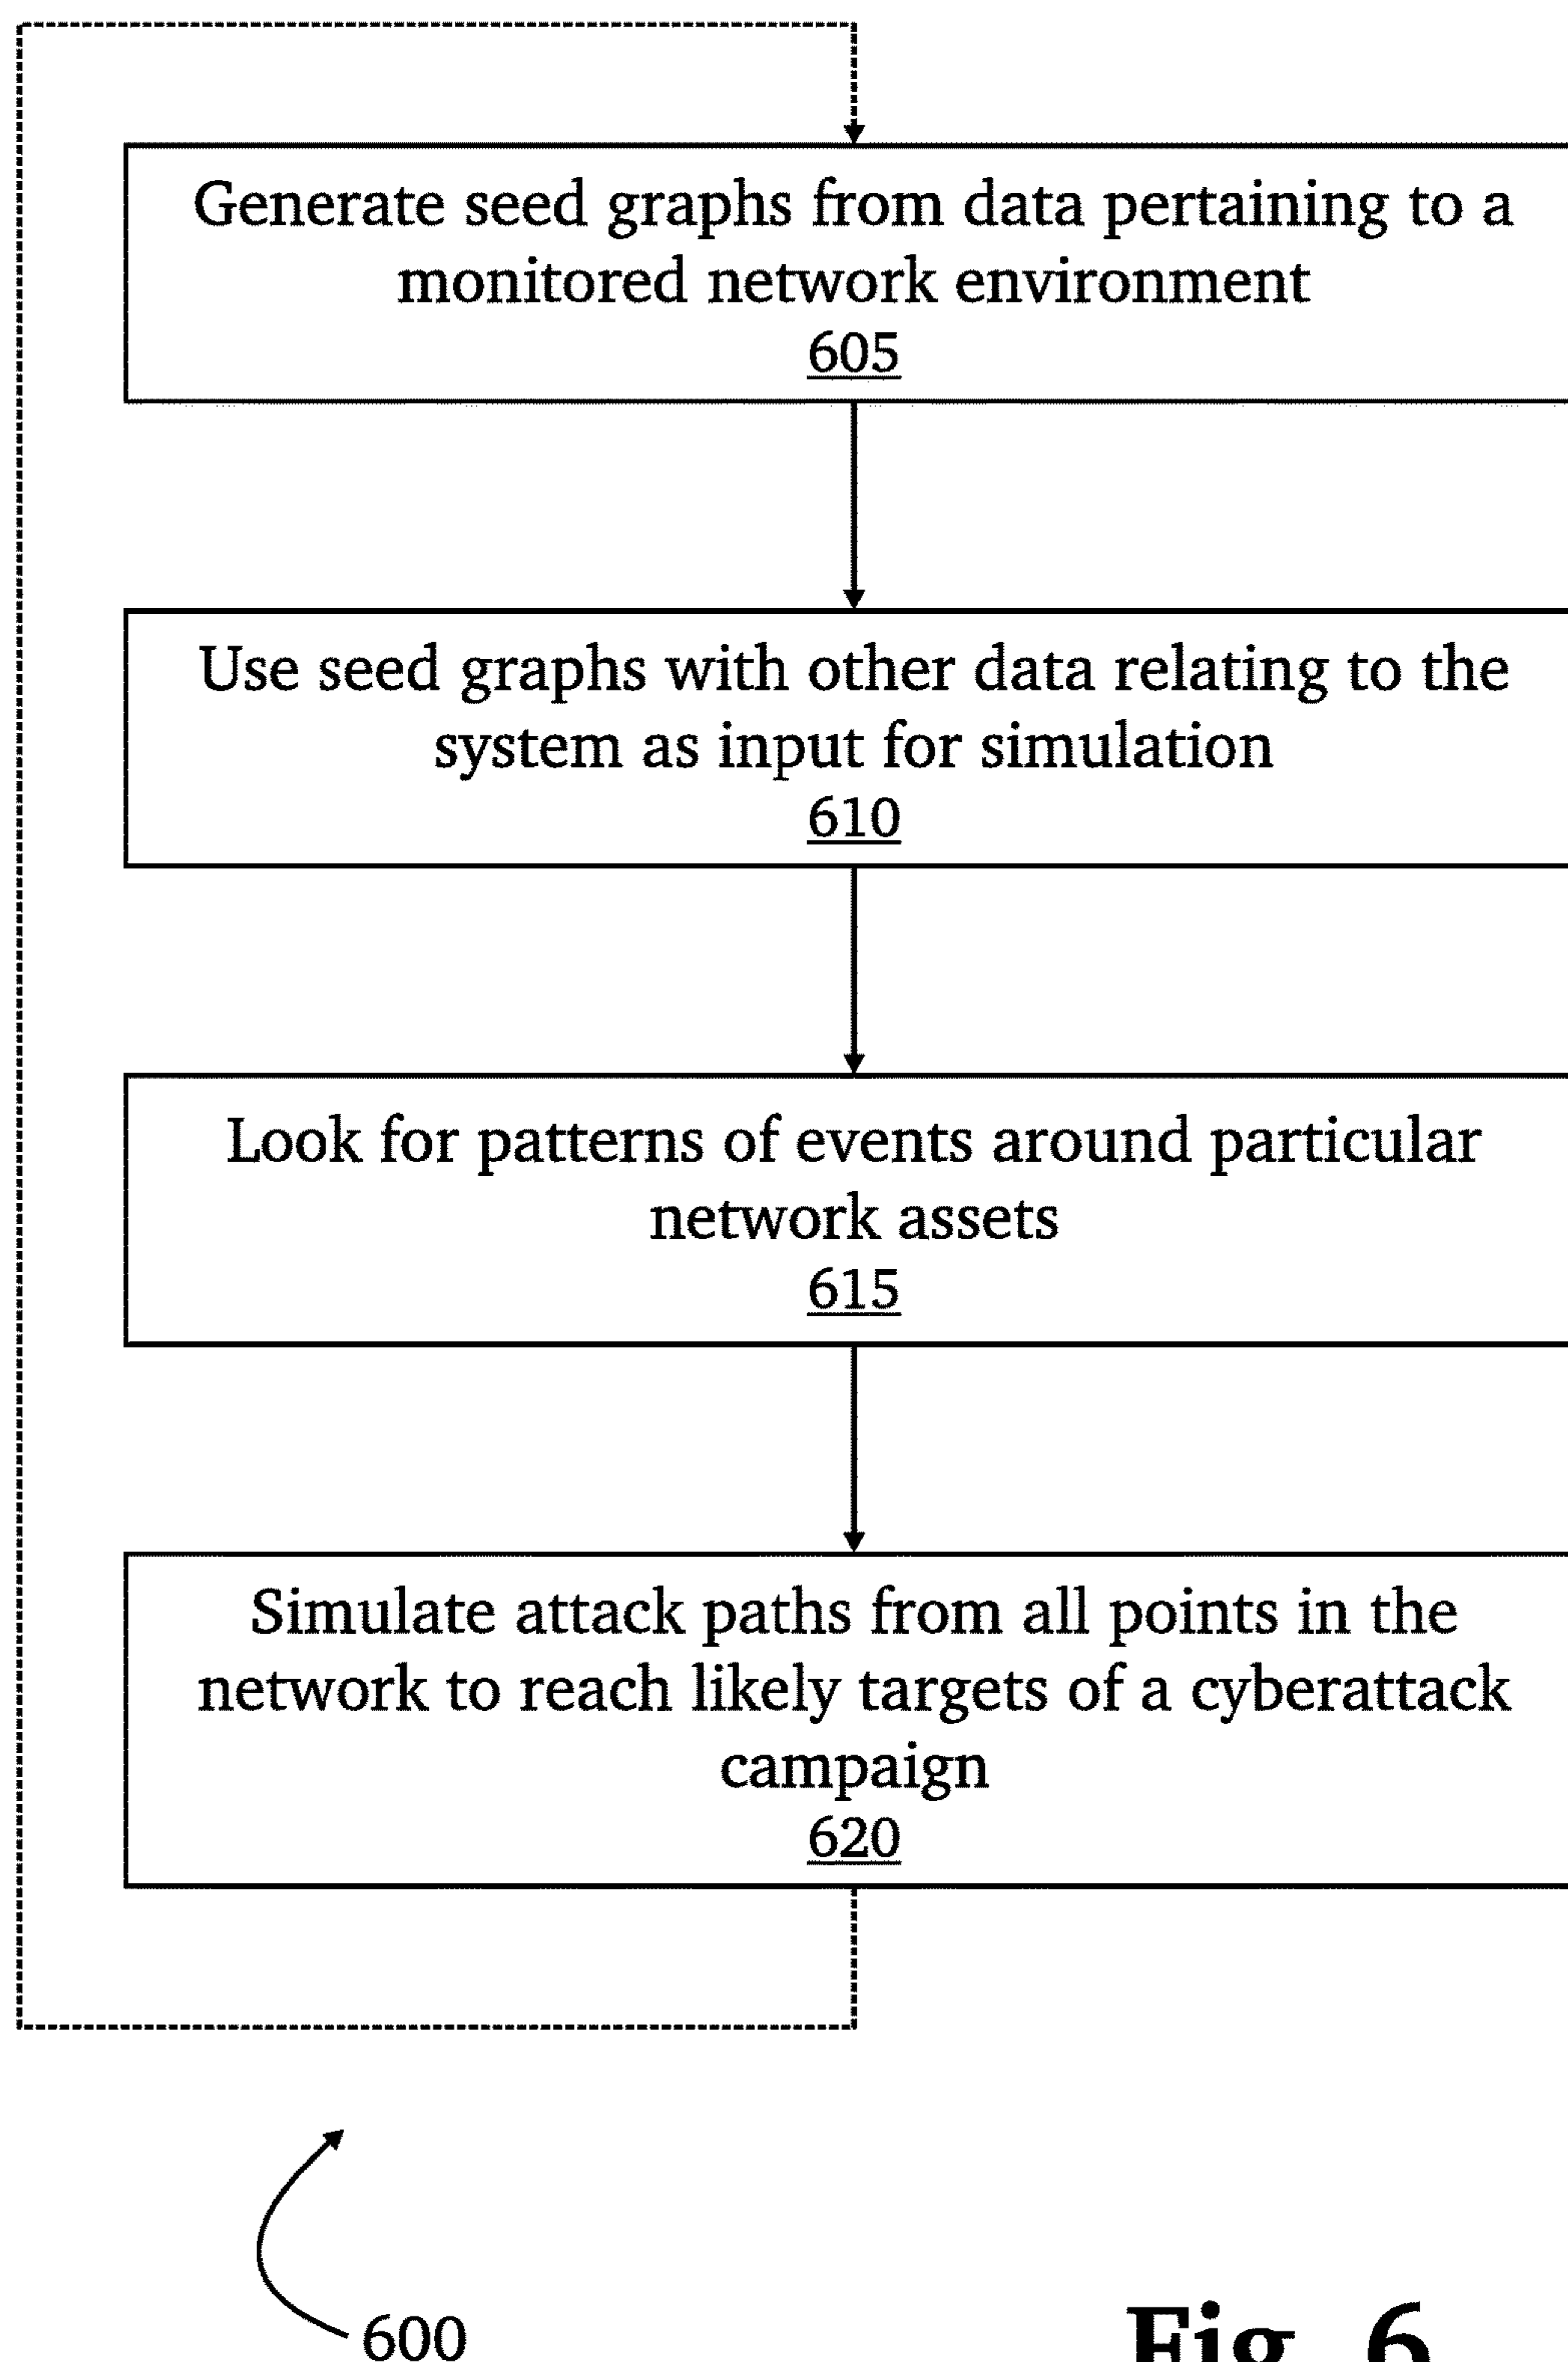 Generate seed graphs from data pertaining to a
monitored network environment
605
Use seed graphs with other data relating to the
system as input for simulation
610
Look for patterns of events around particular
network assets
615
Simulate attack paths from all points in the
network to reach likely targets of a cyberattack
campaign
620
600
Fig. 6